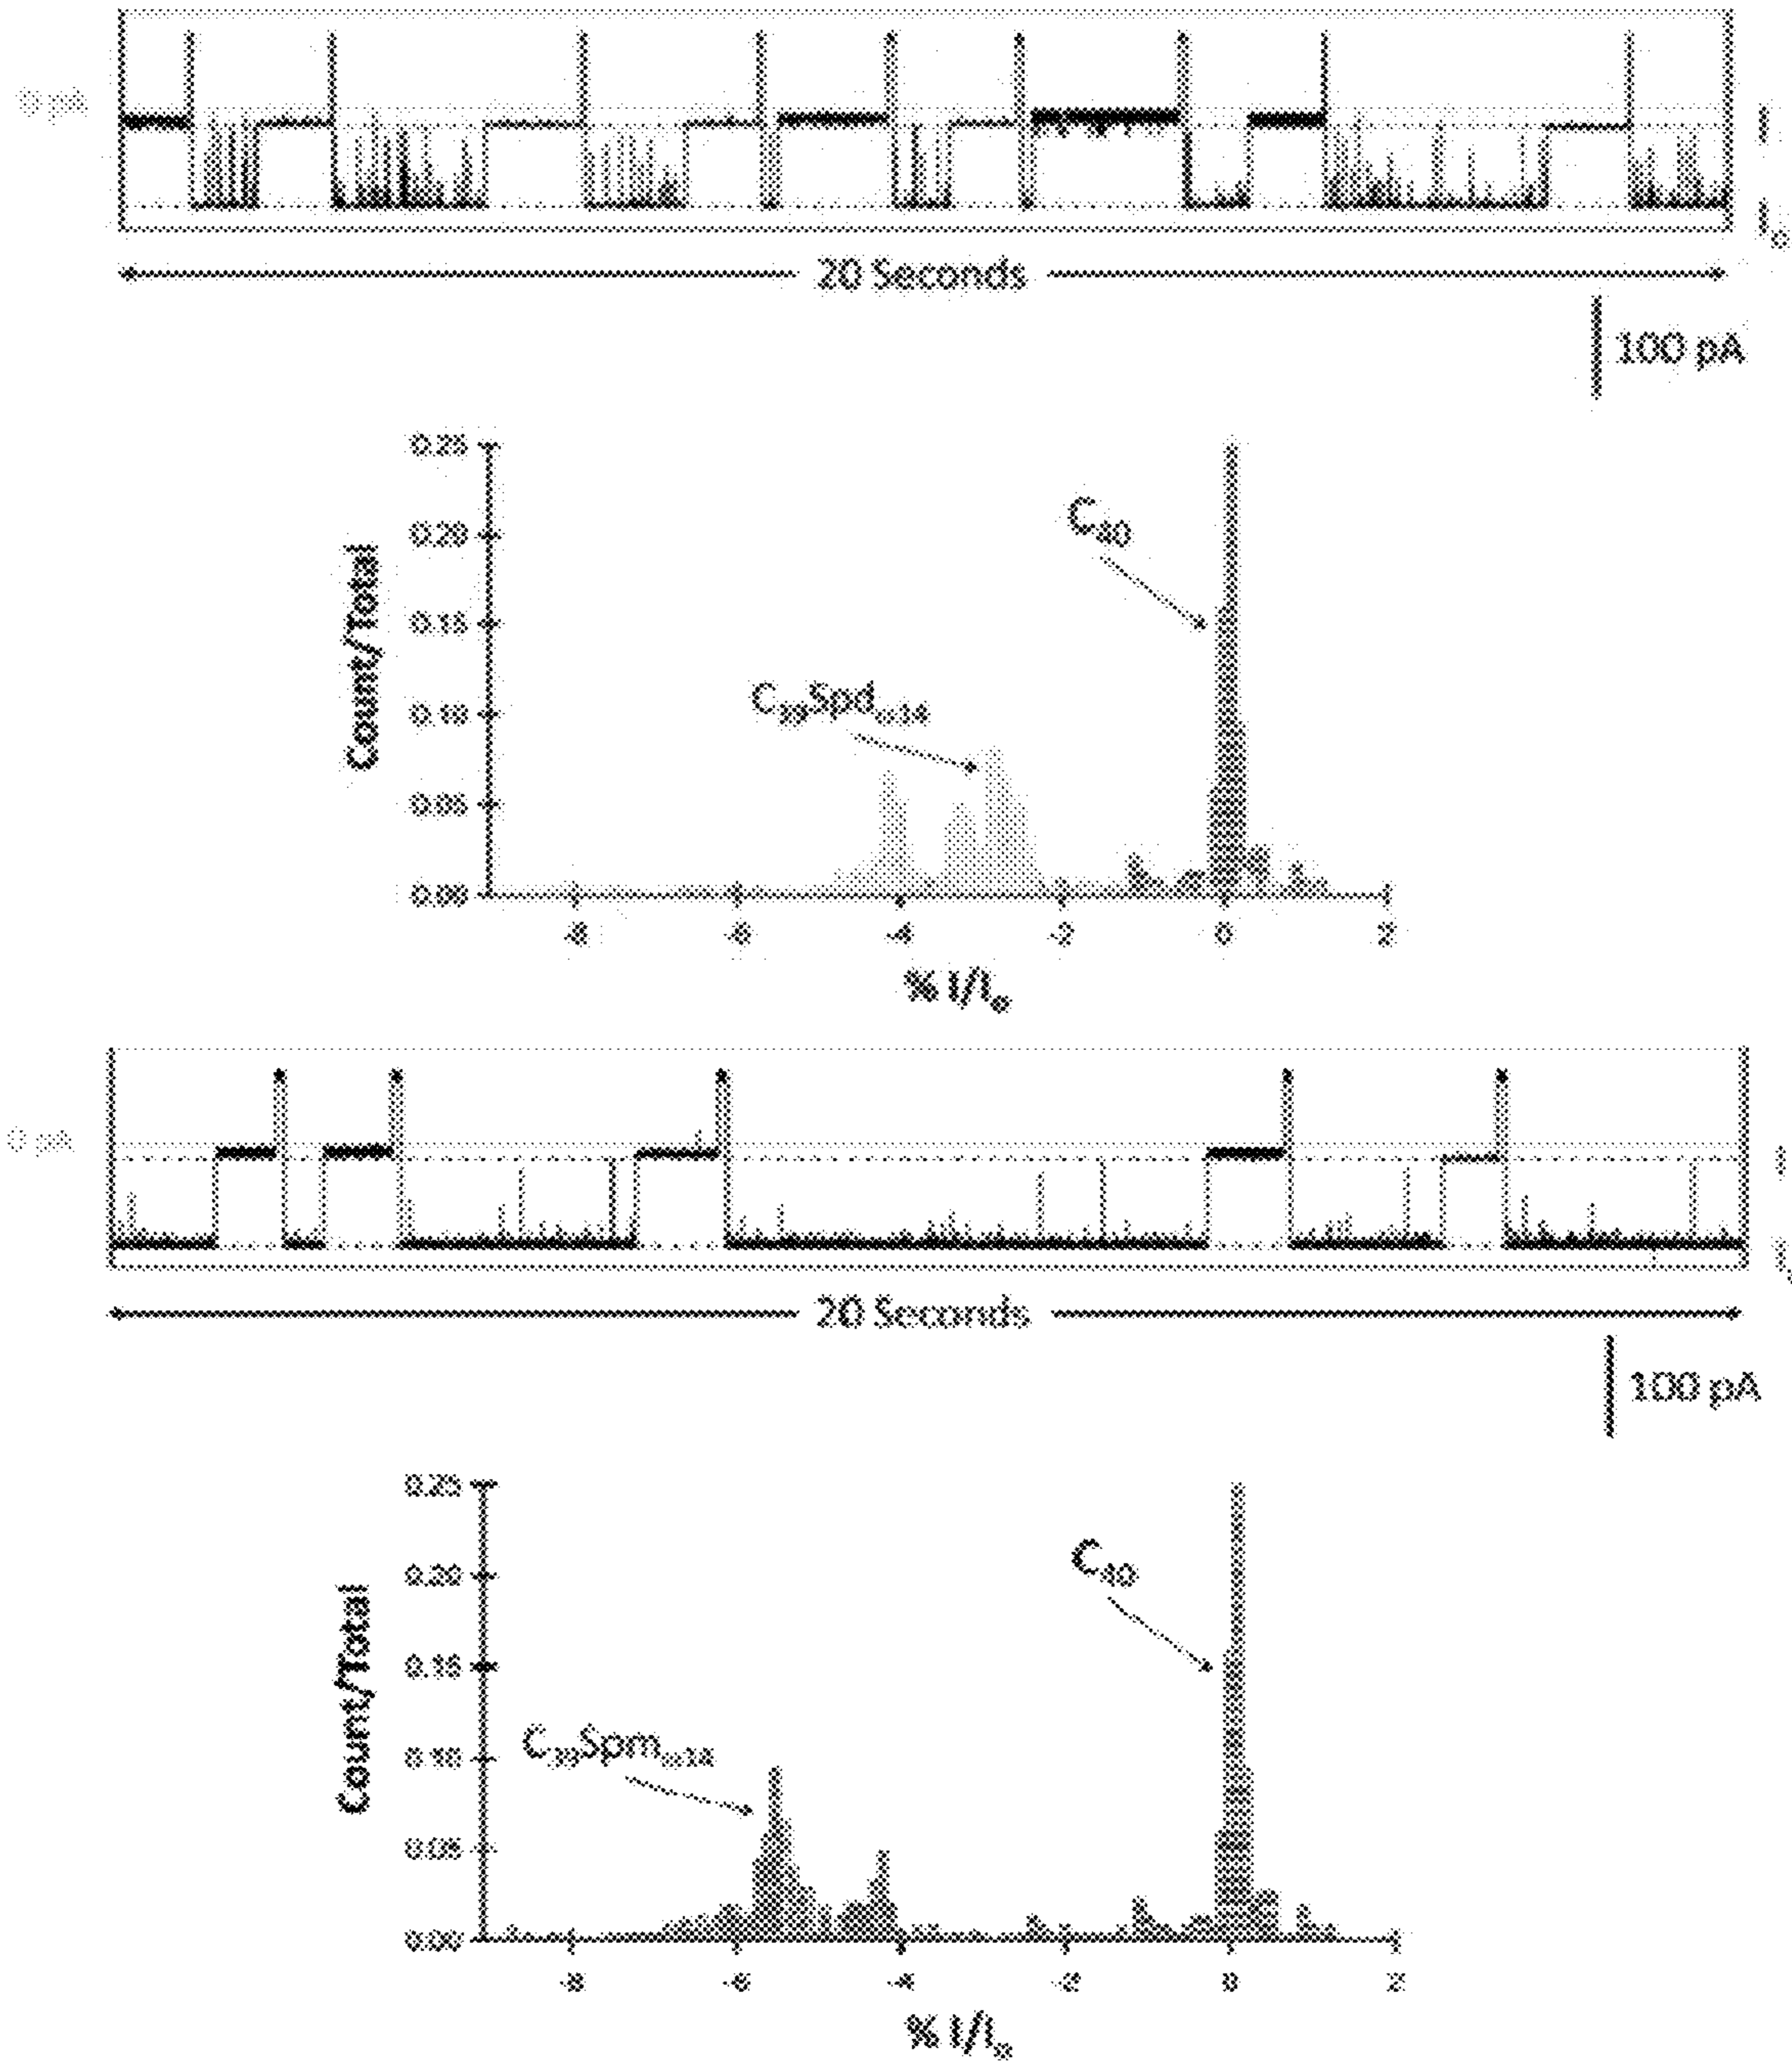 0 pA
I
I₀
20 Seconds
100 pA
0.25
0.20
0.15
0.10
0.05
0.00
Count/Total
C₄₀
C₃₉Spd
-8 -6 -4 -2 0 2
% I/I₀
0 pA
I
20 Seconds
100 pA
0.25
0.20
0.15
0.10
0.05
0.00
Count/Total
C₄₀
C₃₉Spm
-8 -6 -4 -2 0 2
% I/I₀